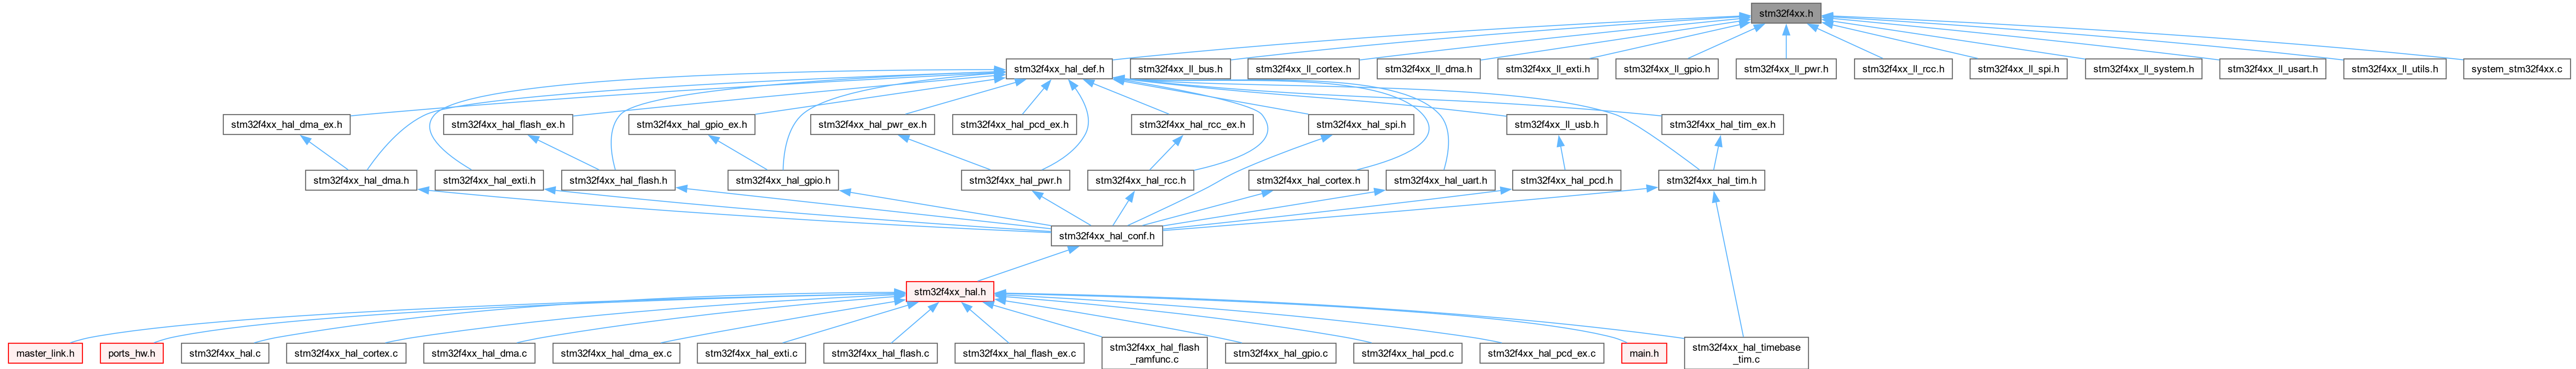 stm32f4xx.h
stm32f4xx_hal_def.h
stm32f4xx_ll_bus.h
stm32f4xx_ll_cortex.h
stm32f4xx_ll_dma.h
stm32f4xx_ll_exti.h
stm32f4xx_ll_gpio.h
stm32f4xx_ll_pwr.h
stm32f4xx_ll_rcc.h
stm32f4xx_ll_spi.h
stm32f4xx_ll_system.h
stm32f4xx_ll_usart.h
stm32f4xx_ll_utils.h
system_stm32f4xx.c
stm32f4xx_hal_dma_ex.h
stm32f4xx_hal_flash_ex.h
stm32f4xx_hal_gpio_ex.h
stm32f4xx_hal_pwr_ex.h
stm32f4xx_hal_pcd_ex.h
stm32f4xx_hal_rcc_ex.h
stm32f4xx_hal_spi.h
stm32f4xx_ll_usb.h
stm32f4xx_hal_tim_ex.h
stm32f4xx_hal_dma.h
stm32f4xx_hal_exti.h
stm32f4xx_hal_flash.h
stm32f4xx_hal_gpio.h
stm32f4xx_hal_pwr.h
stm32f4xx_hal_rcc.h
stm32f4xx_hal_cortex.h
stm32f4xx_hal_uart.h
stm32f4xx_hal_pcd.h
stm32f4xx_hal_tim.h
stm32f4xx_hal_conf.h
stm32f4xx_hal.h
master_link.h
ports_hw.h
stm32f4xx_hal.c
stm32f4xx_hal_cortex.c
stm32f4xx_hal_dma.c
stm32f4xx_hal_dma_ex.c
stm32f4xx_hal_exti.c
stm32f4xx_hal_flash.c
stm32f4xx_hal_flash_ex.c
stm32f4xx_hal_flash
_ramfunc.c
stm32f4xx_hal_gpio.c
stm32f4xx_hal_pcd.c
stm32f4xx_hal_pcd_ex.c
main.h
stm32f4xx_hal_timebase
_tim.c